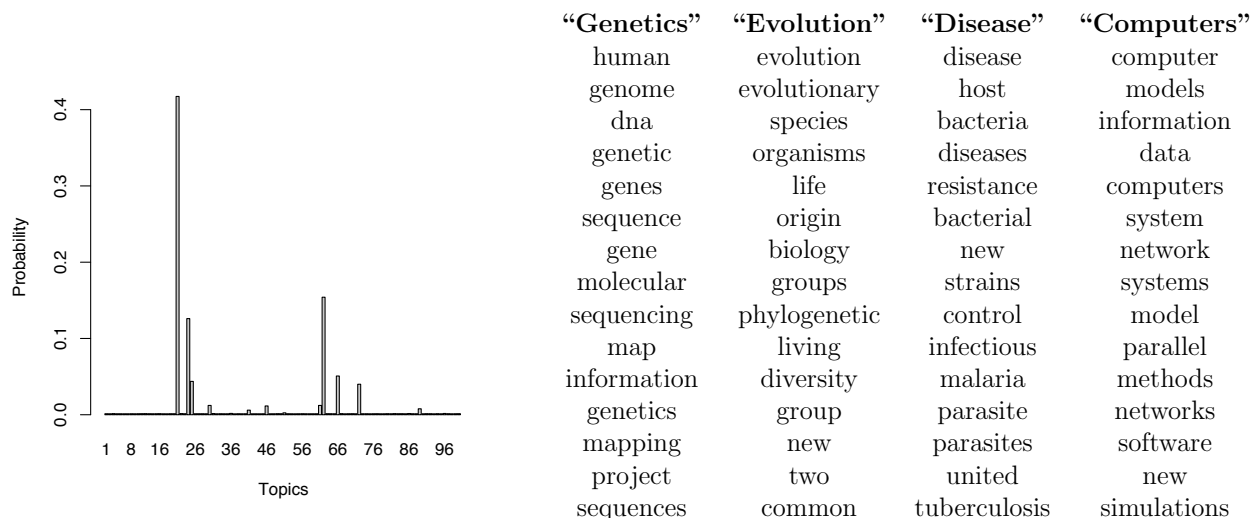 “Genetics” “Evolution” “Disease” “Computers”
human evolution disease computer
genome evolutionary host models
dna species bacteria information
genetic organisms diseases data
genes life resistance computers
sequence origin bacterial system
gene biology new network
molecular groups strains systems
sequencing phylogenetic control model
map living infectious parallel
information diversity malaria methods
genetics group parasite networks
mapping new parasites software
project two united new
sequences common tuberculosis simulations
Probability
0.4
0.3
0.2
0.1
0.0
1 8 16 26 36 46 56 66 76 86 96
Topics